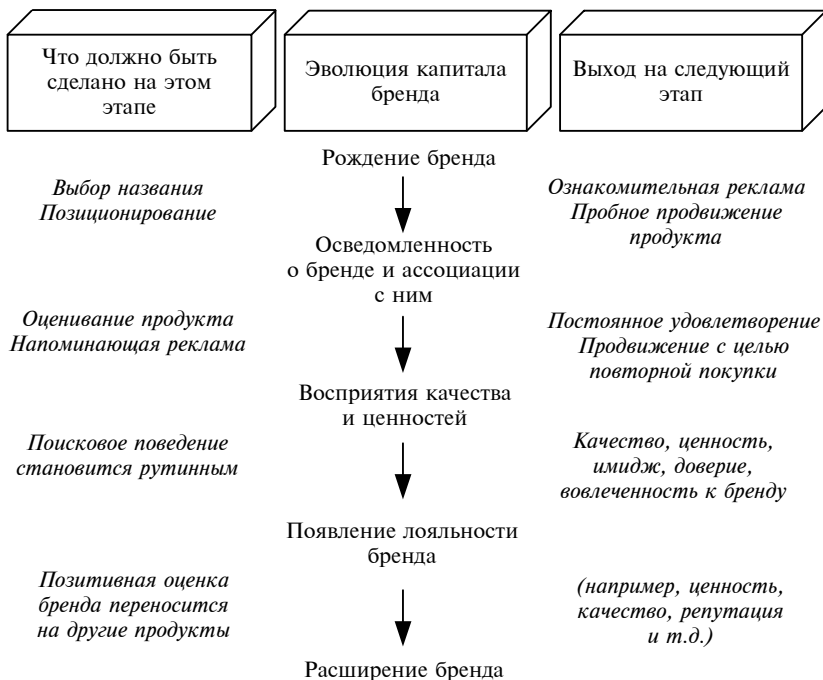 Что должно быть
сделано на этом
этапе
Эволюция капитала
бренда
Выход на следующий
этап
Рождение бренда
Выбор названия
Позиционирование
Ознакомительная реклама
Пробное продвижение
продукта
Осведомленность
о бренде и ассоциации
с ним
Оценивание продукта
Напоминающая реклама
Постоянное удовлетворение
Продвижение с целью
повторной покупки
Восприятия качества
и ценностей
Поисковое поведение
становится рутинным
Качество, ценность,
имидж, доверие,
вовлеченность к бренду
Появление лояльности
бренда
Позитивная оценка
бренда переносится
на другие продукты
(например, ценность,
качество, репутация
и т.д.)
Расширение бренда